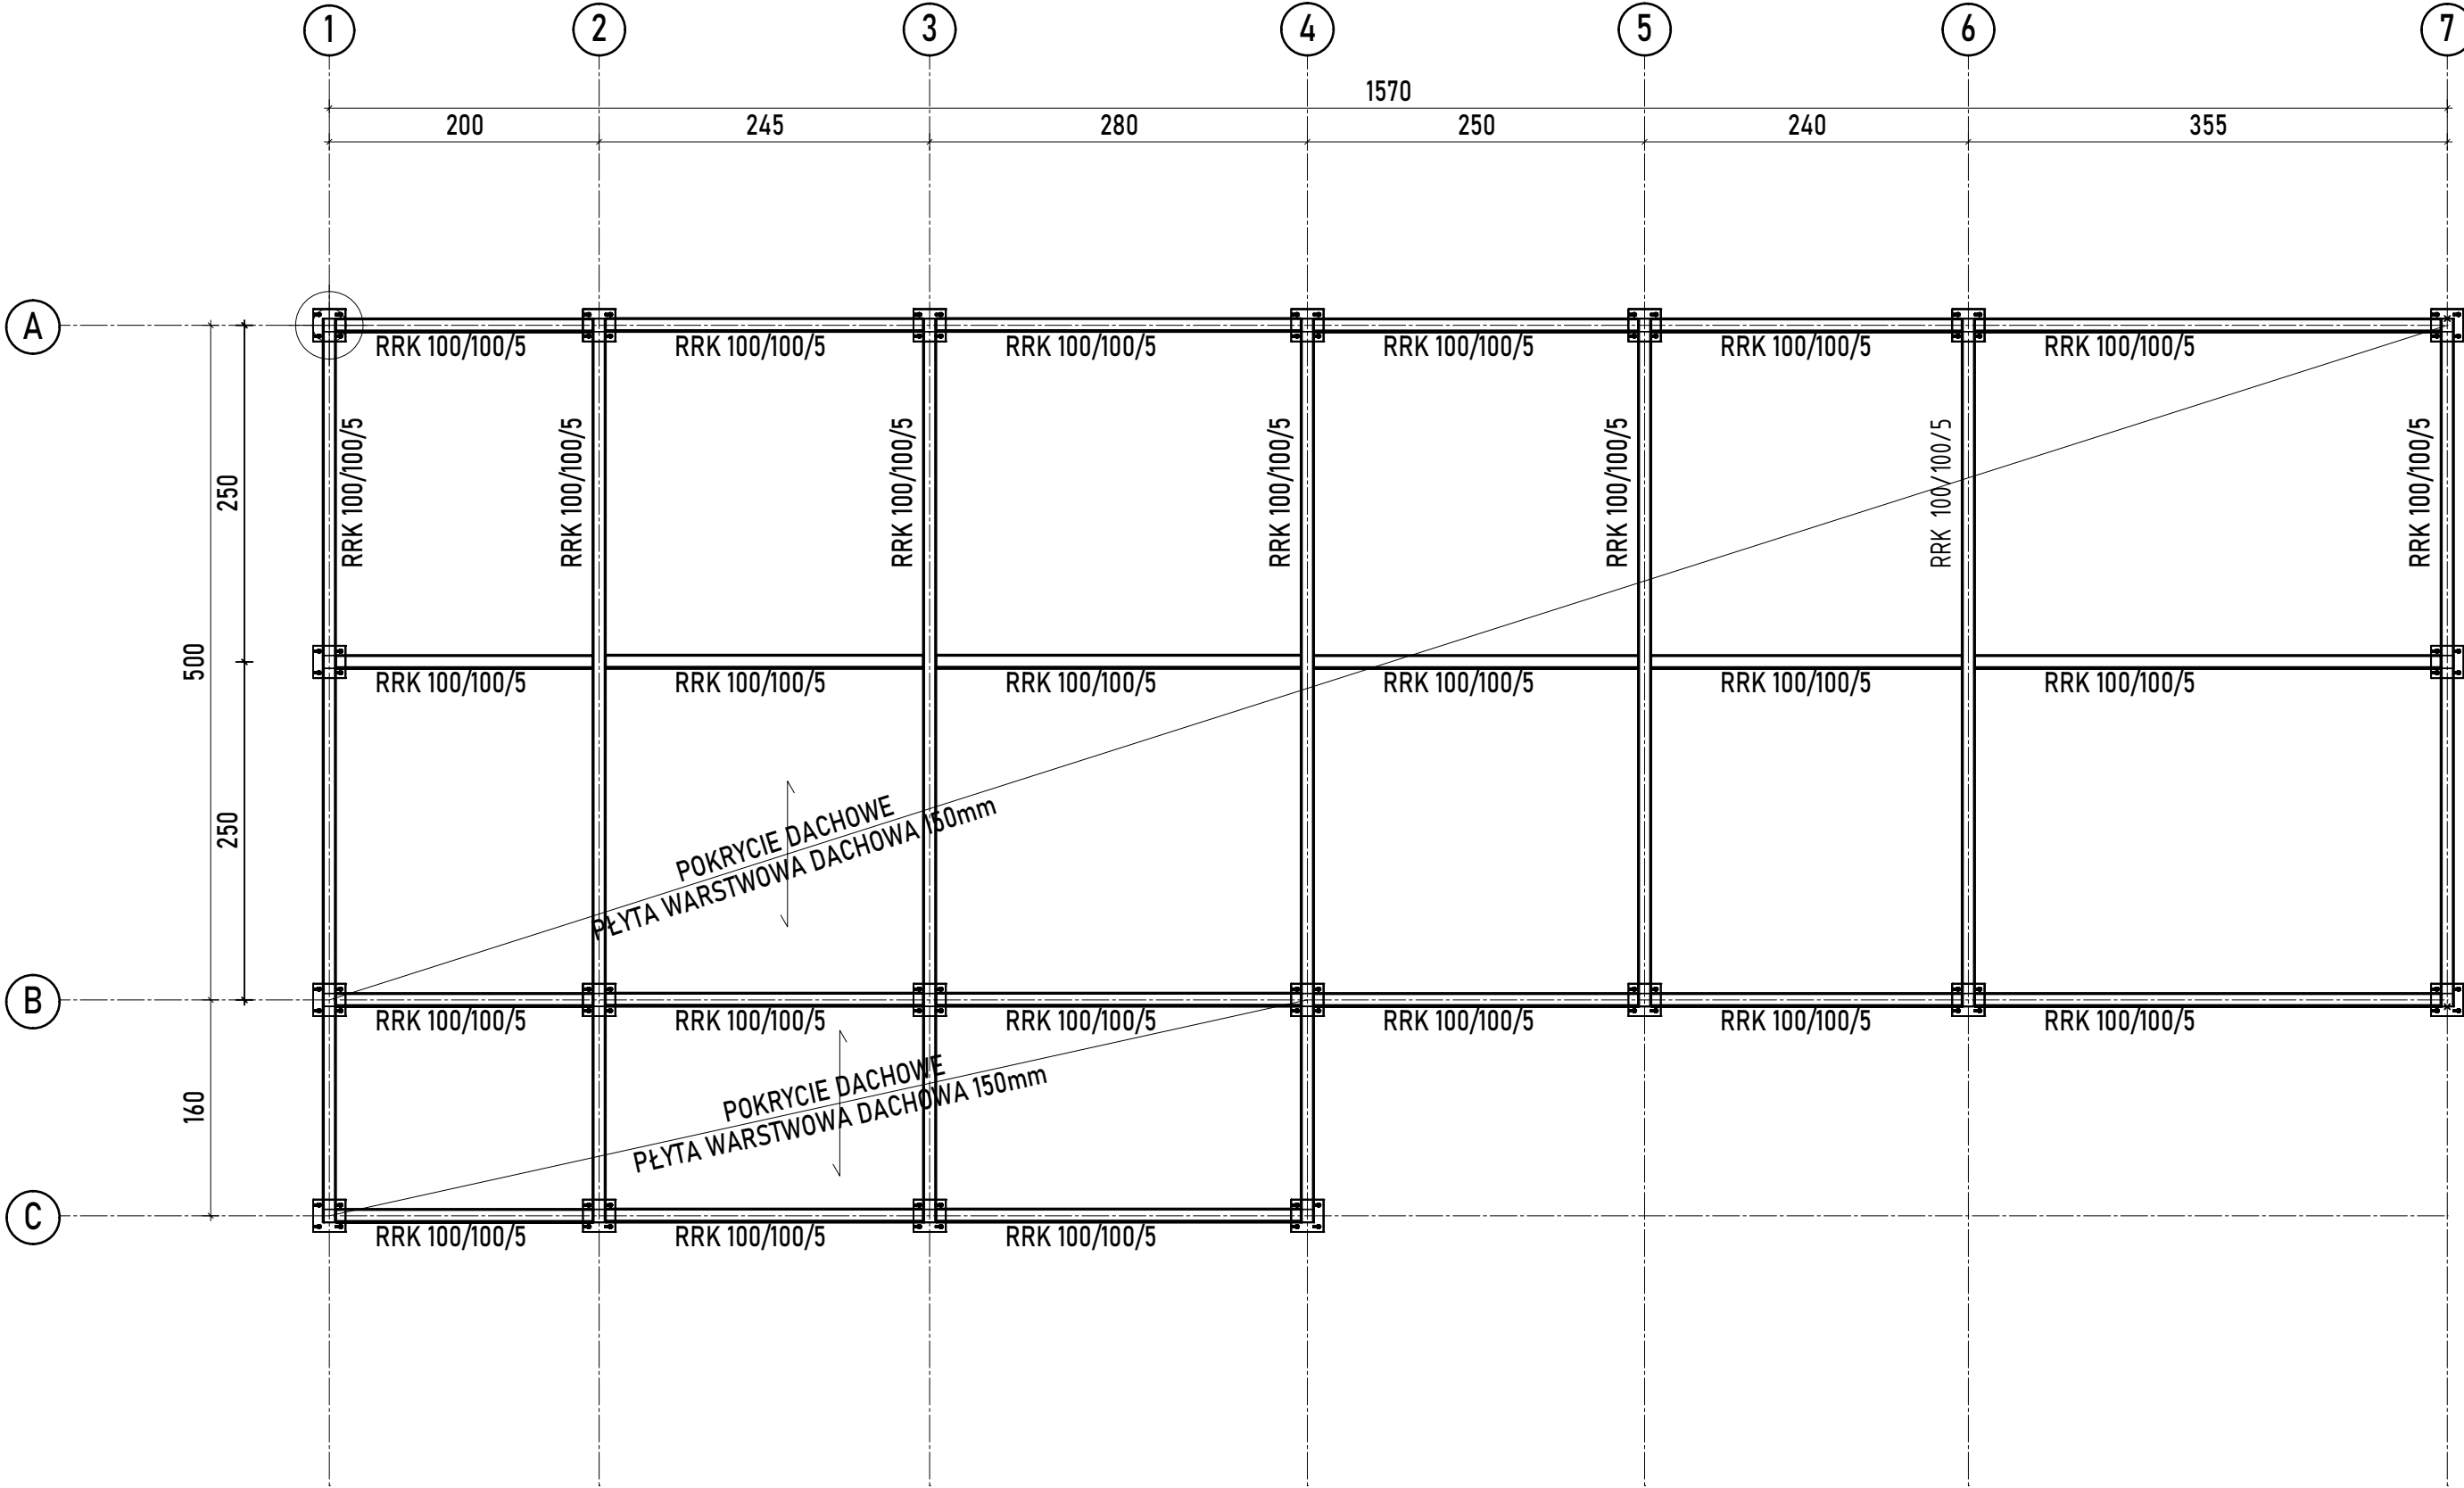 1 2 3 4 5 6 7
1570
200 245 280 250 240 355
A
RRK 100/100/5 RRK 100/100/5 RRK 100/100/5 RRK 100/100/5 RRK 100/100/5 RRK 100/100/5
RRK 100/100/5 RRK 100/100/5 RRK 100/100/5 RRK 100/100/5 RRK 100/100/5 RRK 100/100/5 RRK 100/100/5
250
500
RRK 100/100/5 RRK 100/100/5 RRK 100/100/5 RRK 100/100/5 RRK 100/100/5 RRK 100/100/5
250
POKRYCIE DACHOWE
PŁYTA WARSTWOWA DACHOWA 150mm
B
RRK 100/100/5 RRK 100/100/5 RRK 100/100/5 RRK 100/100/5 RRK 100/100/5 RRK 100/100/5
160
POKRYCIE DACHOWE
PŁYTA WARSTWOWA DACHOWA 150mm
C
RRK 100/100/5 RRK 100/100/5 RRK 100/100/5